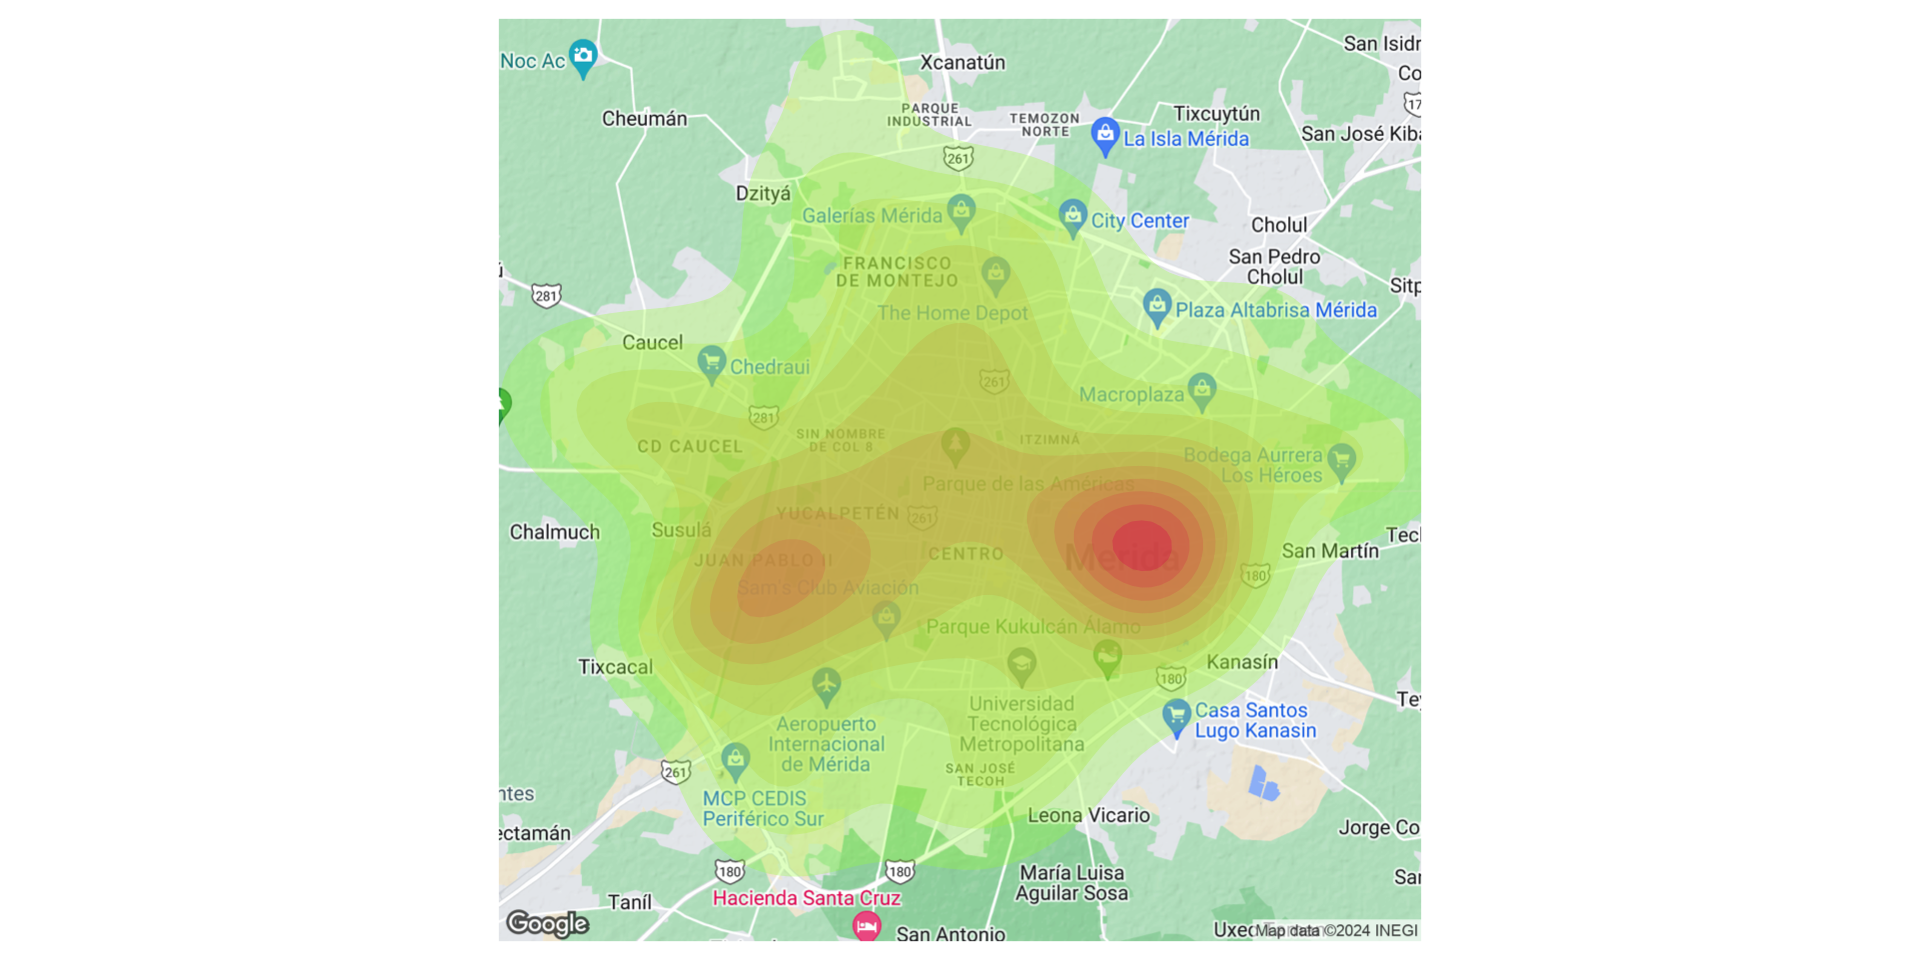 San Isidr
Noc Ac
Xcanatún
Co
17
Cheumán
PARQUE
INDUSTRIAL
TEMOZON
NORTE
Tixcuytún
La Isla Mérida
San José Kiba
261
Dzityá
Galerías Mérida
City Center
Cholul
FRANCISCO
DE MONTEJO
San Pedro
Cholul
281
Sitp
The Home Depot
Plaza Altabrisa Mérida
Caucel
Chedraui
261
Macroplaza
281
CD CAUCEL
SIN NOMBRE
DE COL 8
ITZIMNÁ
Bodega Aurrera
Los Héroes
Parque de las Américas
YUCALPETÉN
261
Chalmuch
Susulá
Tecl
JUAN PABLO II
CENTRO
Mérida
San Martín
180
Sam's Club Aviación
Parque Kukulcán Álamo
Tixcacal
Kanasín
180
Tey
Universidad
Tecnológica
Metropolitana
Casa Santos
Lugo Kanasin
Aeropuerto
Internacional
de Mérida
261
SAN JOSÉ
TECOH
ntes
MCP CEDIS
Periférico Sur
Leona Vicario
ectamán
Jorge Co
180
180
María Luisa
Aguilar Sosa
Sar
Hacienda Santa Cruz
Taníl
Google
San Antonio
Uxec
Map data ©2024 INEGI